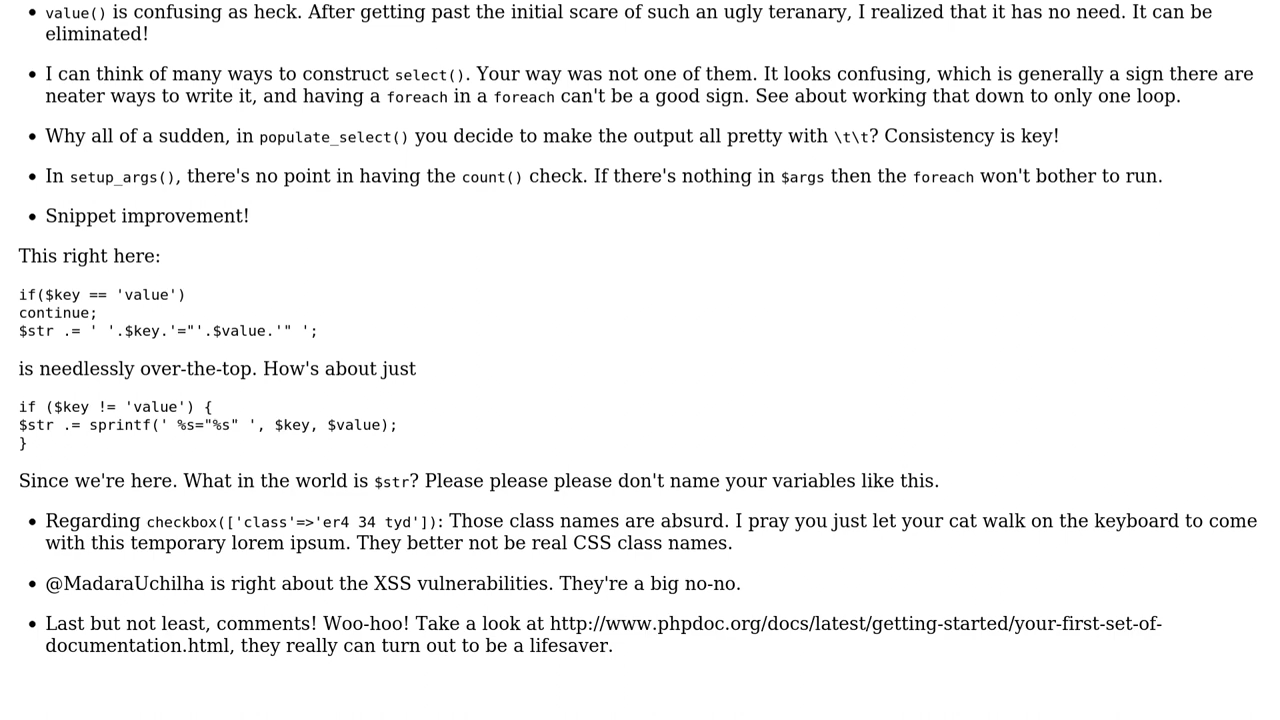 • value() is confusing as heck. After getting past the initial scare of such an ugly teranary, I realized that it has no need. It can be
eliminated!
• I can think of many ways to construct select(). Your way was not one of them. It looks confusing, which is generally a sign there are
neater ways to write it, and having a foreach in a foreach can't be a good sign. See about working that down to only one loop.
• Why all of a sudden, in populate_select() you decide to make the output all pretty with \t\t? Consistency is key!
• In setup_args(), there's no point in having the count() check. If there's nothing in $args then the foreach won't bother to run.
• Snippet improvement!
This right here:
if($key == 'value')
continue;
$str .= ' '.$key.'="'.$value.'" ';
is needlessly over-the-top. How's about just
if ($key != 'value') {
$str .= sprintf(' %s="%s" ', $key, $value);
}
Since we're here. What in the world is $str? Please please please don't name your variables like this.
• Regarding checkbox(['class'=>'er4 34 tyd']): Those class names are absurd. I pray you just let your cat walk on the keyboard to come
with this temporary lorem ipsum. They better not be real CSS class names.
• @MadaraUchilha is right about the XSS vulnerabilities. They're a big no-no.
• Last but not least, comments! Woo-hoo! Take a look at http://www.phpdoc.org/docs/latest/getting-started/your-first-set-of-
documentation.html, they really can turn out to be a lifesaver.